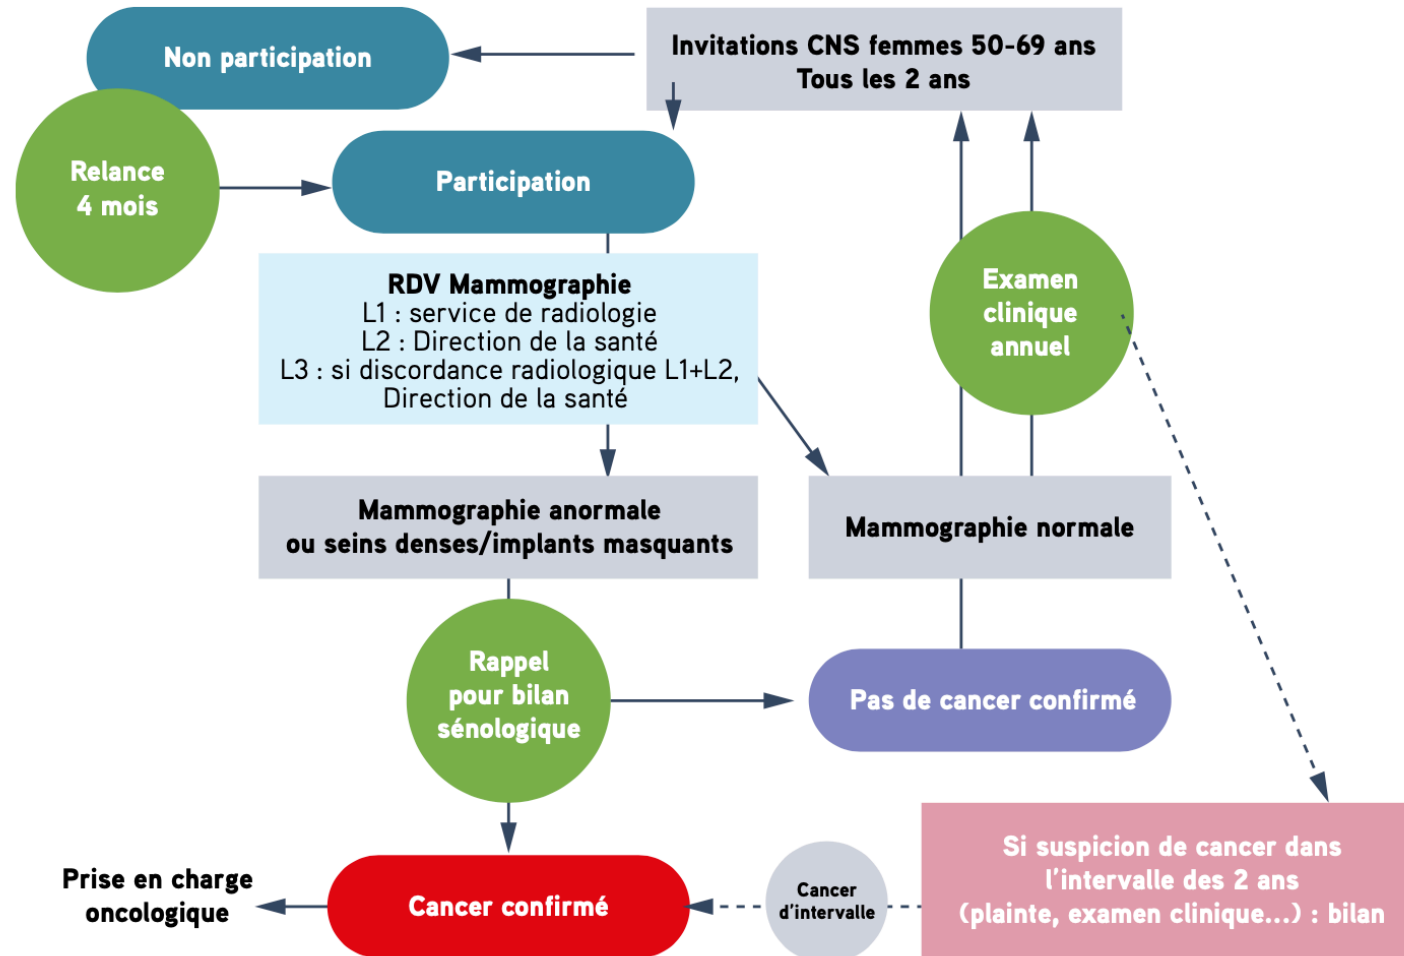 Invitations CNS femmes 50-69 ans
Tous les 2 ans
Non participation
Relance
4 mois
Participation
RDV Mammographie
L1 : service de radiologie
L2 : Direction de la santé
L3 : si discordance radiologique L1+L2,
Direction de la santé
Examen
clinique
annuel
Mammographie anormale
ou seins denses/implants masquants
Mammographie normale
Rappel
pour bilan
sénologique
Pas de cancer confirmé
Si suspicion de cancer dans
l'intervalle des 2 ans
(plainte, examen clinique...) : bilan
Cancer
d'intervalle
Cancer confirmé
Prise en charge
oncologique